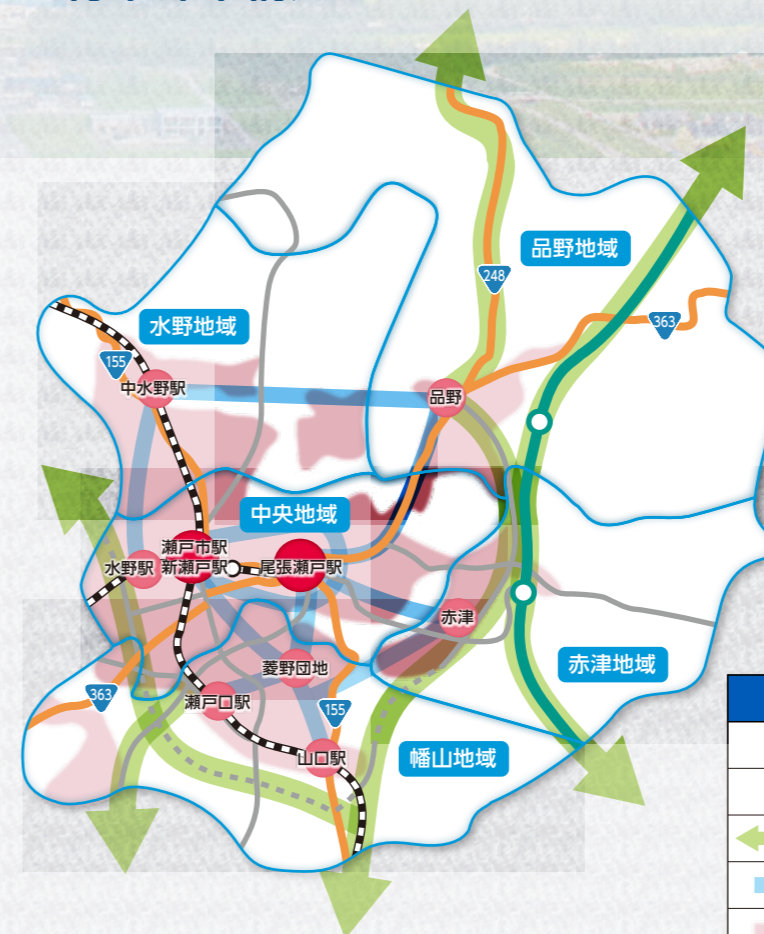 248
品野地域
363
水野地域
155
中水野駅
品野
中央地域
瀬戸市駅
新瀬戸駅
水野駅
尾張瀬戸駅
赤津
菱野団地
赤津地域
363
瀬戸口駅
155
山口駅
幡山地域